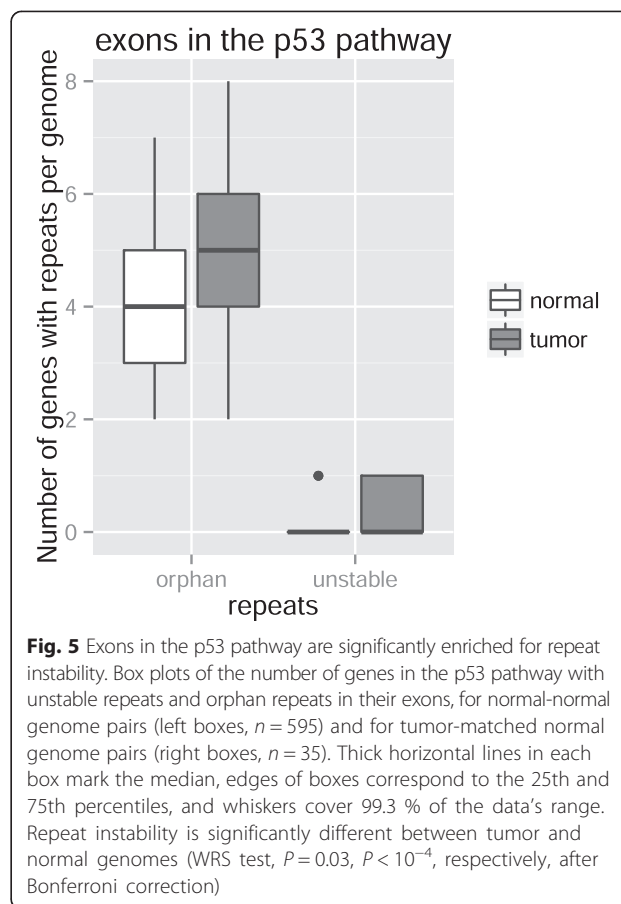 exons in the p53 pathway
Number of genes with repeats per genome
8
6
4
2
0
orphan
unstable
repeats
normal
tumor
Fig. 5 Exons in the p53 pathway are significantly enriched for repeat
instability. Box plots of the number of genes in the p53 pathway with
unstable repeats and orphan repeats in their exons, for normal-normal
genome pairs (left boxes, n = 595) and for tumor-matched normal
genome pairs (right boxes, n = 35). Thick horizontal lines in each
box mark the median, edges of boxes correspond to the 25th and
75th percentiles, and whiskers cover 99.3 % of the data’s range.
Repeat instability is significantly different between tumor and
normal genomes (WRS test, P = 0.03, P < 10⁻⁴, respectively, after
Bonferroni correction)